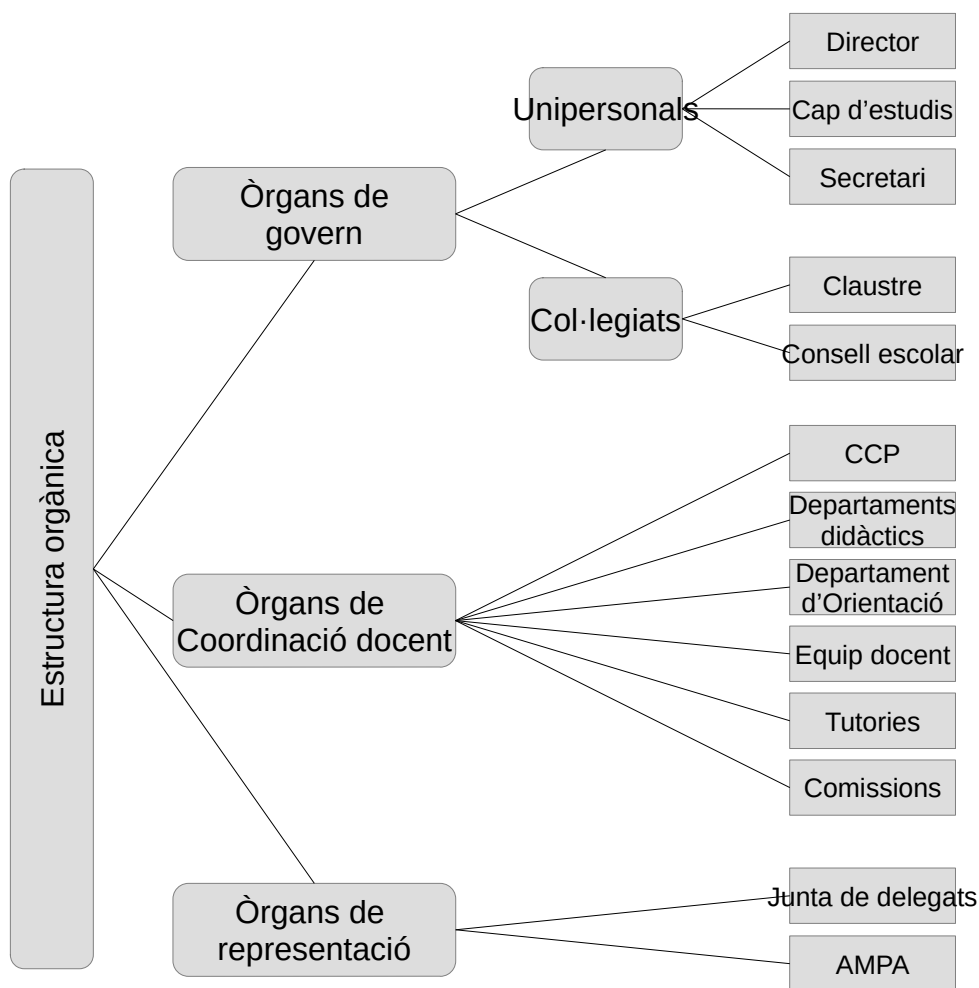 Estructura orgànica
Òrgans de
govern
Unipersonals
Director
Cap d’estudis
Secretari
Col·legiats
Claustre
Consell escolar
Òrgans de
Coordinació docent
CCP
Departaments
didàctics
Departament
d’Orientació
Equip docent
Tutories
Comissions
Òrgans de
representació
Junta de delegats
AMPA